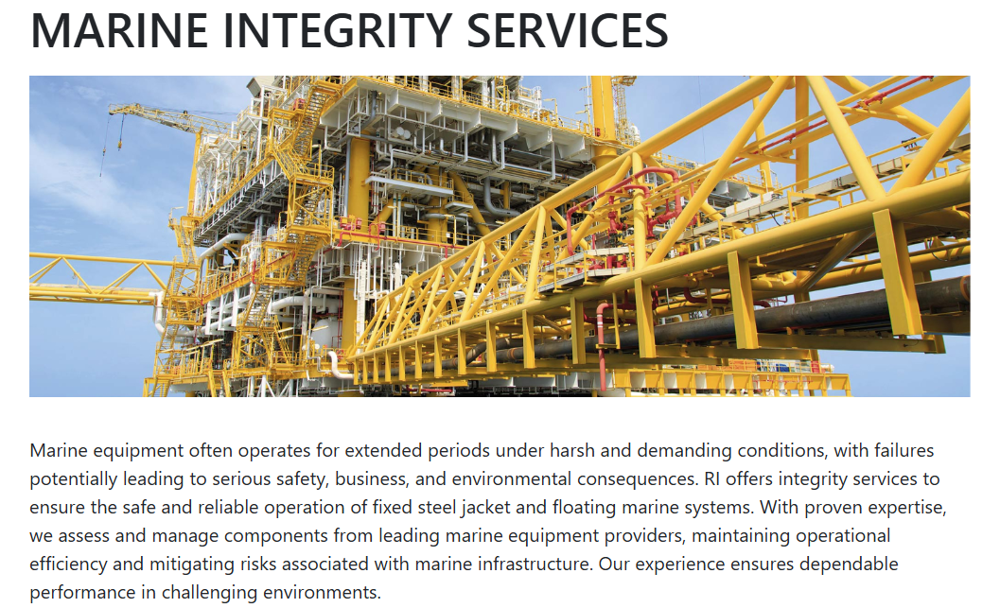 MARINE INTEGRITY SERVICES
Marine equipment often operates for extended periods under harsh and demanding conditions, with failures
potentially leading to serious safety, business, and environmental consequences. RI offers integrity services to
ensure the safe and reliable operation of fixed steel jacket and floating marine systems. With proven expertise,
we assess and manage components from leading marine equipment providers, maintaining operational
efficiency and mitigating risks associated with marine infrastructure. Our experience ensures dependable
performance in challenging environments.